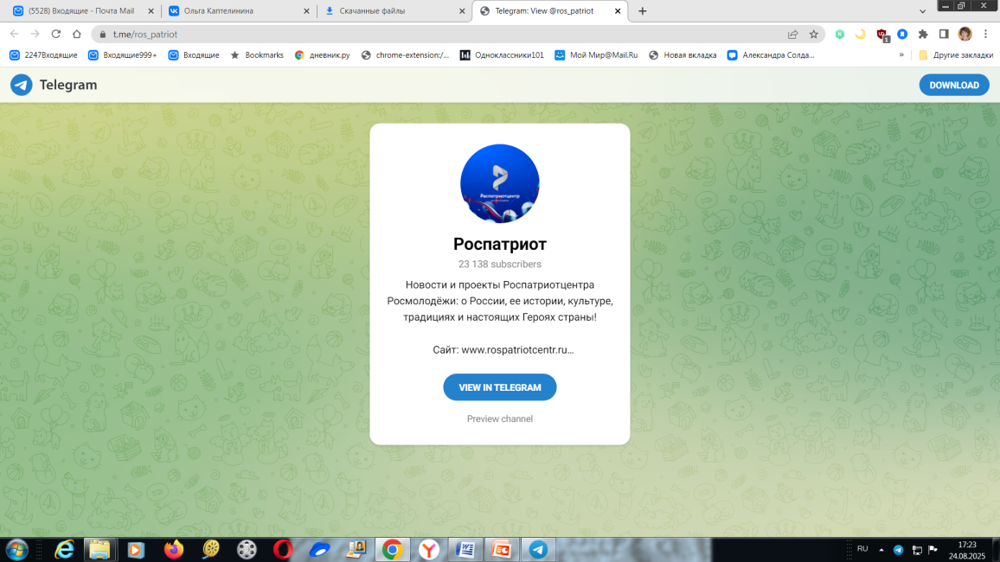 (5528) Входящие - Почта Mail
Ольга Каптелинина
Скачанные файлы
Telegram: View @ros_patriot
t.me/ros_patriot
1
2247Входящие
Входящие999+
Входящие
Bookmarks
дневник.ру
chrome-extension:/...
Одноклассники101
Мой Мир@Mail.Ru
Новая вкладка
Александра Солда...
»
Другие закладки
Telegram
DOWNLOAD
Роспатриотцентр
Роспатриот
23 138 subscribers
Новости и проекты Роспатриотцентра
Росмолодёжи: о России, ее истории, культуре,
традициях и настоящих Героях страны!
Сайт: www.rospatriotcentr.ru...
VIEW IN TELEGRAM
Preview channel
RU
17:23
24.08.2025